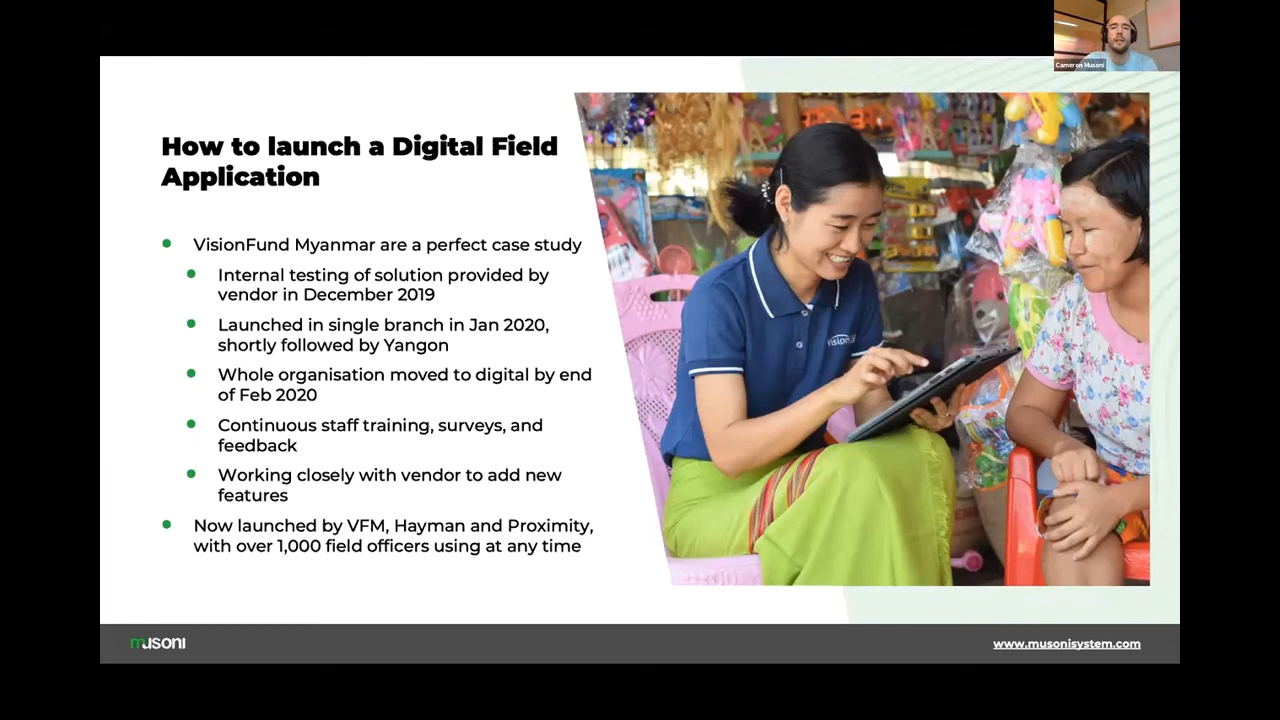 Cameron Musoni
How to launch a Digital Field
Application
VisionFund Myanmar are a perfect case study
Internal testing of solution provided by
vendor in December 2019
Launched in single branch in Jan 2020,
shortly followed by Yangon
Whole organisation moved to digital by end
of Feb 2020
Continuous staff training, surveys, and
feedback
Working closely with vendor to add new
features
Now launched by VFM, Hayman and Proximity,
with over 1,000 field officers using at any time
musoni
www.musonisystem.com